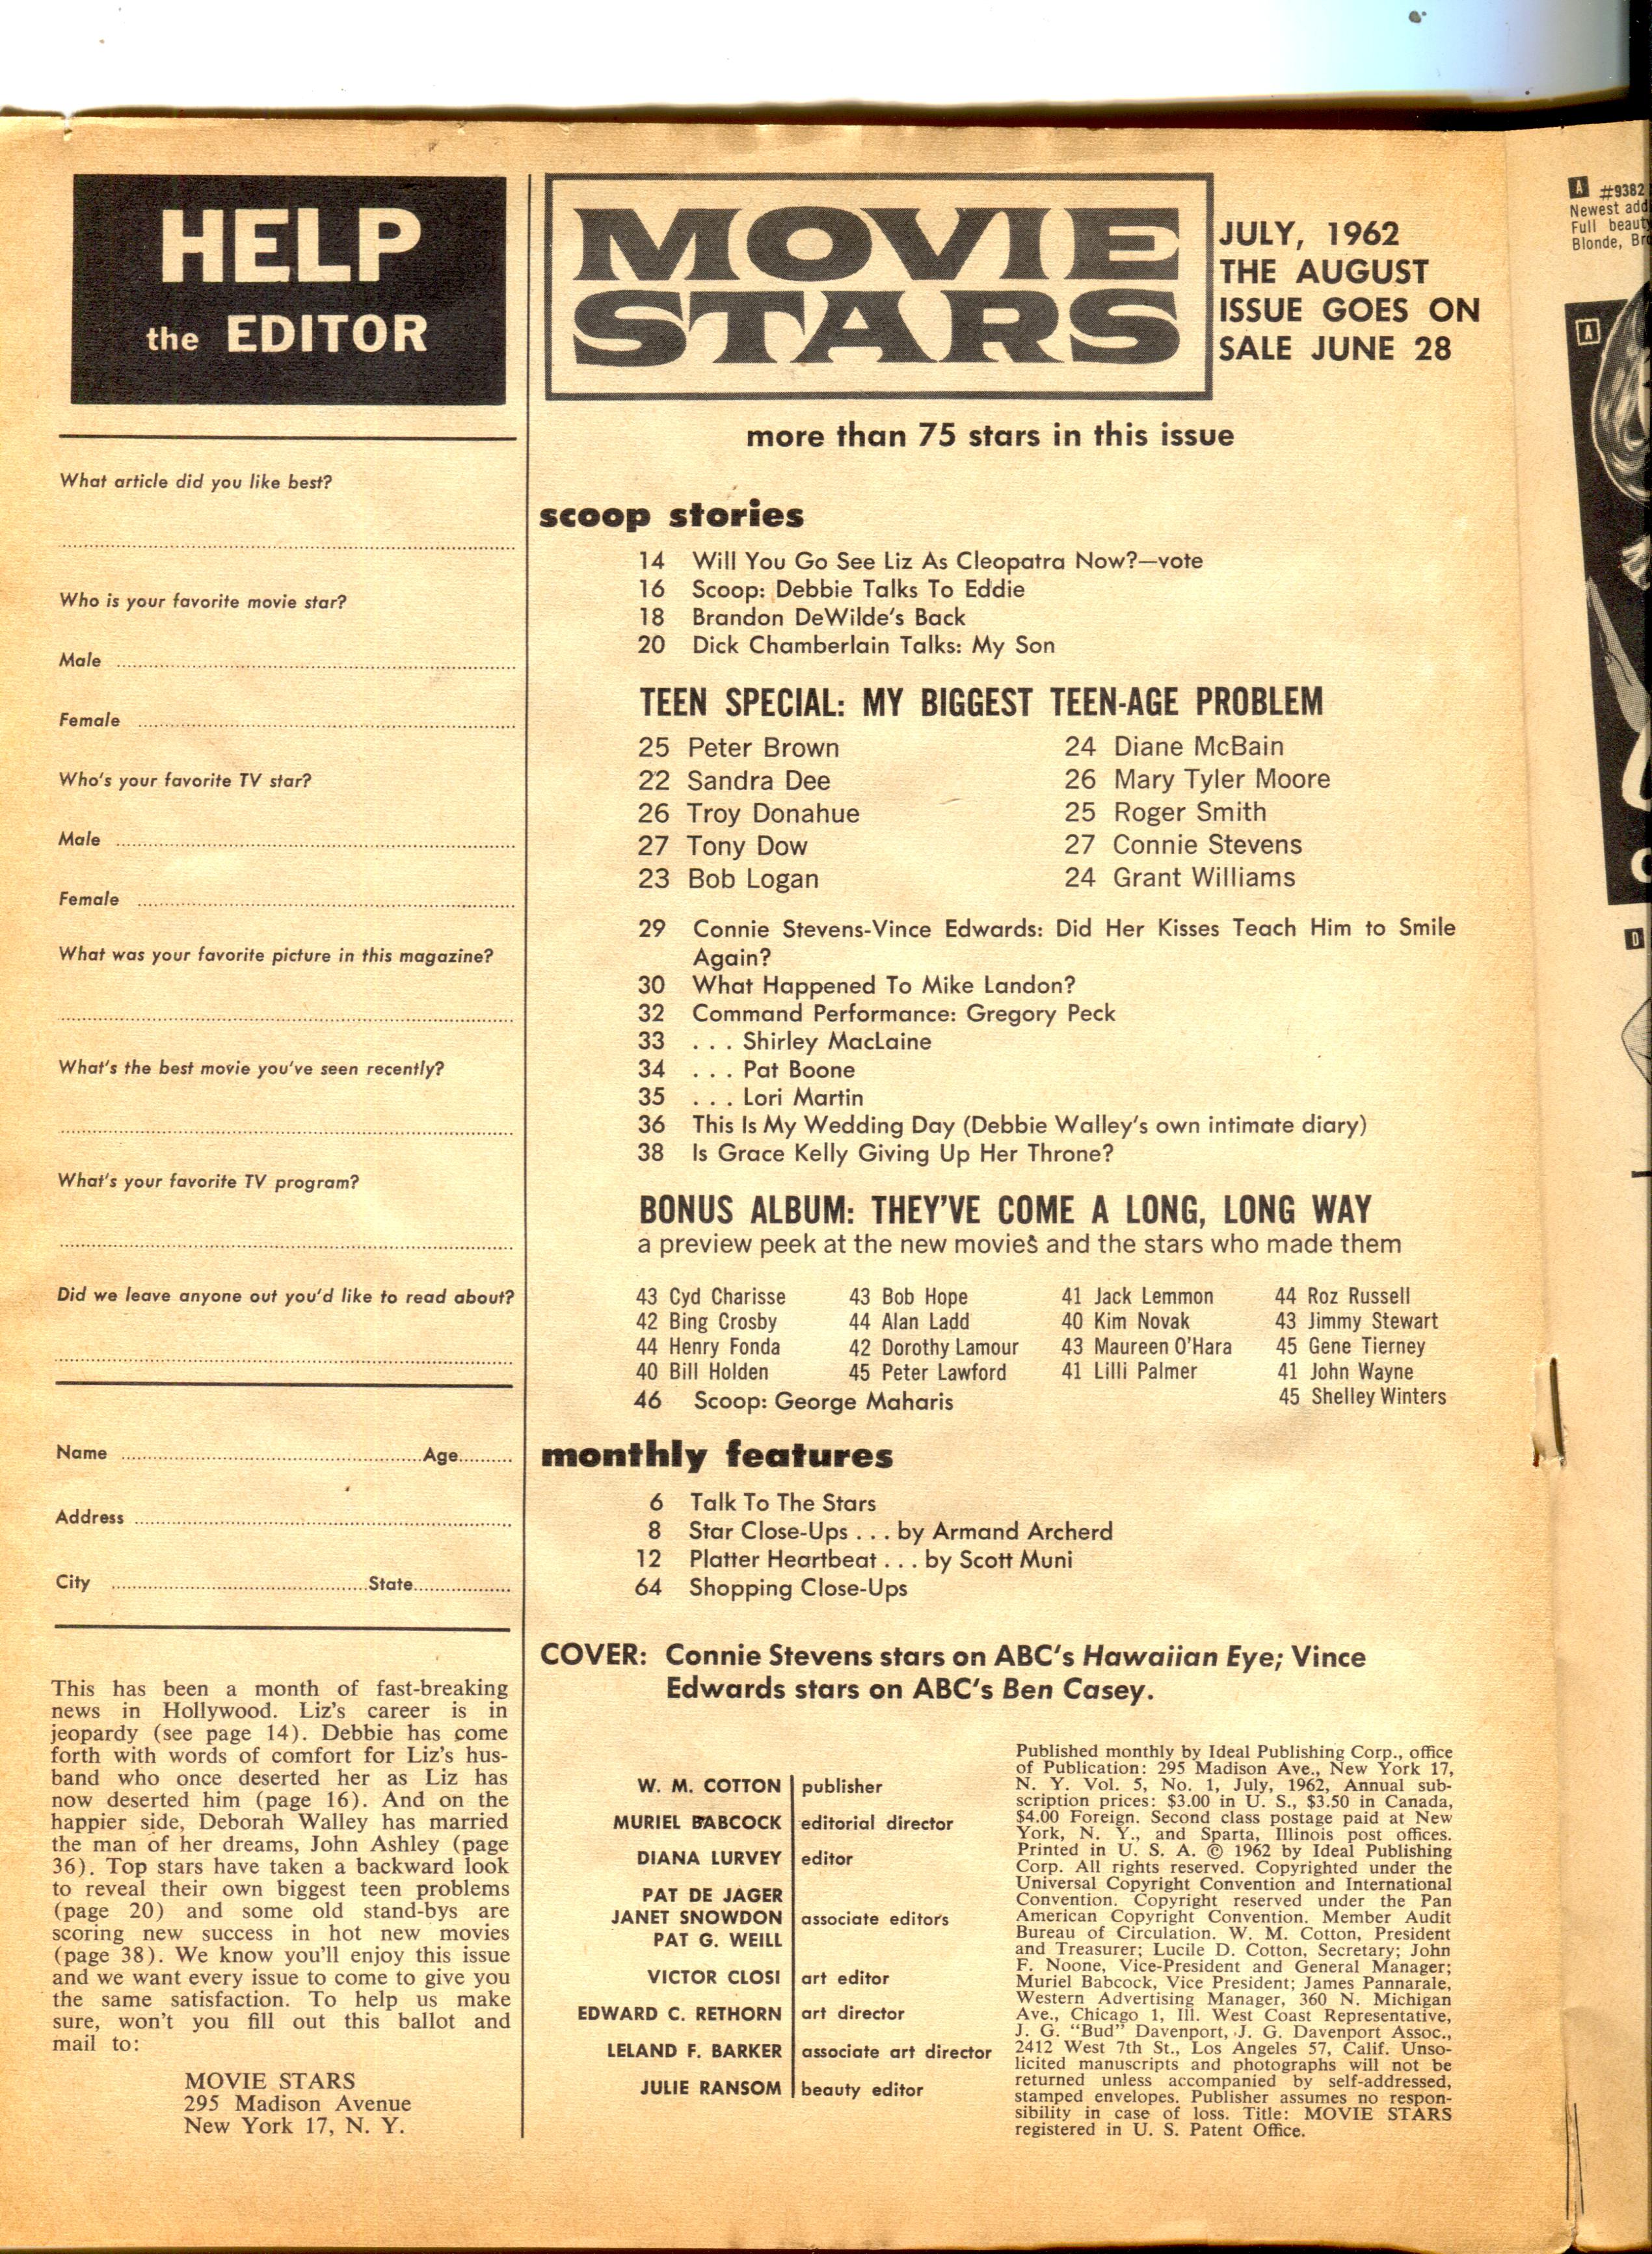 HELP
the EDITOR
What article did you like best?
Who is your favorite movie star?
Male
Female
Who's your favorite TV star?
Male
Female
What was your favorite picture in this magazine?
What's the best movie you've seen recently?
What's your favorite TV program?
Did we leave anyone out you'd like to read about?
Name Age
Address
City State
This has been a month of fast-breaking
news in Hollywood. Liz's career is in
jeopardy (see page 14). Debbie has come
forth with words of comfort for Liz's hus-
band who once deserted her as Liz has
now deserted him (page 16). And on the
happier side, Deborah Walley has married
the man of her dreams, John Ashley (page
36). Top stars have taken a backward look
to reveal their own biggest teen problems
(page 20) and some old stand-bys are
scoring new success in hot new movies
(page 38). We know you'll enjoy this issue
and we want every issue to come to give you
the same satisfaction. To help us make
sure, won't you fill out this ballot and
mail to:
MOVIE STARS
295 Madison Avenue
New York 17, N. Y.
MOVIE
STARS
JULY, 1962
THE AUGUST
ISSUE GOES ON
SALE JUNE 28
more than 75 stars in this issue
scoop stories
14 Will You Go See Liz As Cleopatra Now?—vote
16 Scoop: Debbie Talks To Eddie
18 Brandon DeWilde's Back
20 Dick Chamberlain Talks: My Son
TEEN SPECIAL: MY BIGGEST TEEN-AGE PROBLEM
25 Peter Brown
22 Sandra Dee
26 Troy Donahue
27 Tony Dow
23 Bob Logan
24 Diane McBain
26 Mary Tyler Moore
25 Roger Smith
27 Connie Stevens
24 Grant Williams
29 Connie Stevens-Vince Edwards: Did Her Kisses Teach Him to Smile
Again?
30 What Happened To Mike Landon?
32 Command Performance: Gregory Peck
33 . . . Shirley MacLaine
34 . . . Pat Boone
35 . . . Lori Martin
36 This Is My Wedding Day (Debbie Walley's own intimate diary)
38 Is Grace Kelly Giving Up Her Throne?
BONUS ALBUM: THEY'VE COME A LONG, LONG WAY
a preview peek at the new movies and the stars who made them
43 Cyd Charisse
42 Bing Crosby
44 Henry Fonda
40 Bill Holden
43 Bob Hope
44 Alan Ladd
42 Dorothy Lamour
45 Peter Lawford
41 Jack Lemmon
40 Kim Novak
43 Maureen O'Hara
41 Lilli Palmer
44 Roz Russell
43 Jimmy Stewart
45 Gene Tierney
41 John Wayne
45 Shelley Winters
46 Scoop: George Maharis
monthly features
6 Talk To The Stars
8 Star Close-Ups . . . by Armand Archerd
12 Platter Heartbeat . . . by Scott Muni
64 Shopping Close-Ups
COVER: Connie Stevens stars on ABC's Hawaiian Eye; Vince
Edwards stars on ABC's Ben Casey.
W. M. COTTON publisher
MURIEL BABCOCK editorial director
DIANA LURVEY editor
PAT DE JAGER
JANET SNOWDON associate editors
PAT G. WEILL
VICTOR CLOSI art editor
EDWARD C. RETHORN art director
LELAND F. BARKER associate art director
JULIE RANSOM beauty editor
Published monthly by Ideal Publishing Corp., office
of Publication: 295 Madison Ave., New York 17,
N. Y. Vol. 5, No. 1, July, 1962, Annual sub-
scription prices: $3.00 in U. S., $3.50 in Canada,
$4.00 Foreign. Second class postage paid at New
York, N. Y., and Sparta, Illinois post offices.
Printed in U. S. A. © 1962 by Ideal Publishing
Corp. All rights reserved. Copyrighted under the
Universal Copyright Convention and International
Convention. Copyright reserved under the Pan
American Copyright Convention. Member Audit
Bureau of Circulation. W. M. Cotton, President
and Treasurer; Lucile D. Cotton, Secretary; John
F. Noone, Vice-President and General Manager;
Muriel Babcock, Vice President; James Pannarale,
Western Advertising Manager, 360 N. Michigan
Ave., Chicago 1, Ill. West Coast Representative,
J. G. "Bud" Davenport, J. G. Davenport Assoc.,
2412 West 7th St., Los Angeles 57, Calif. Unso-
licited manuscripts and photographs will not be
returned unless accompanied by self-addressed,
stamped envelopes. Publisher assumes no respon-
sibility in case of loss. Title: MOVIE STARS
registered in U. S. Patent Office.
A #9382
Newest
Full
Blonde,
A
D